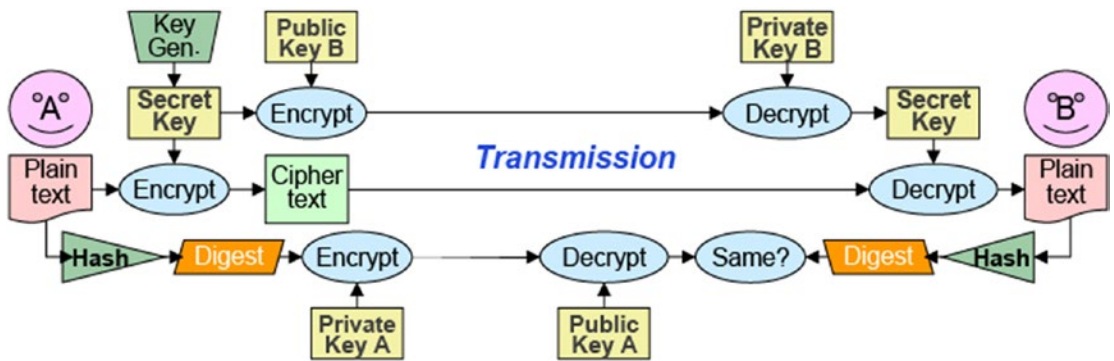 Key
Gen.
Public
Key B
Private
Key B
A
Secret
Key
Encrypt
Decrypt
Secret
Key
B
Transmission
Plain
text
Encrypt
Cipher
text
Decrypt
Plain
text
Hash
Digest
Encrypt
Decrypt
Same?
Digest
Hash
Private
Key A
Public
Key A